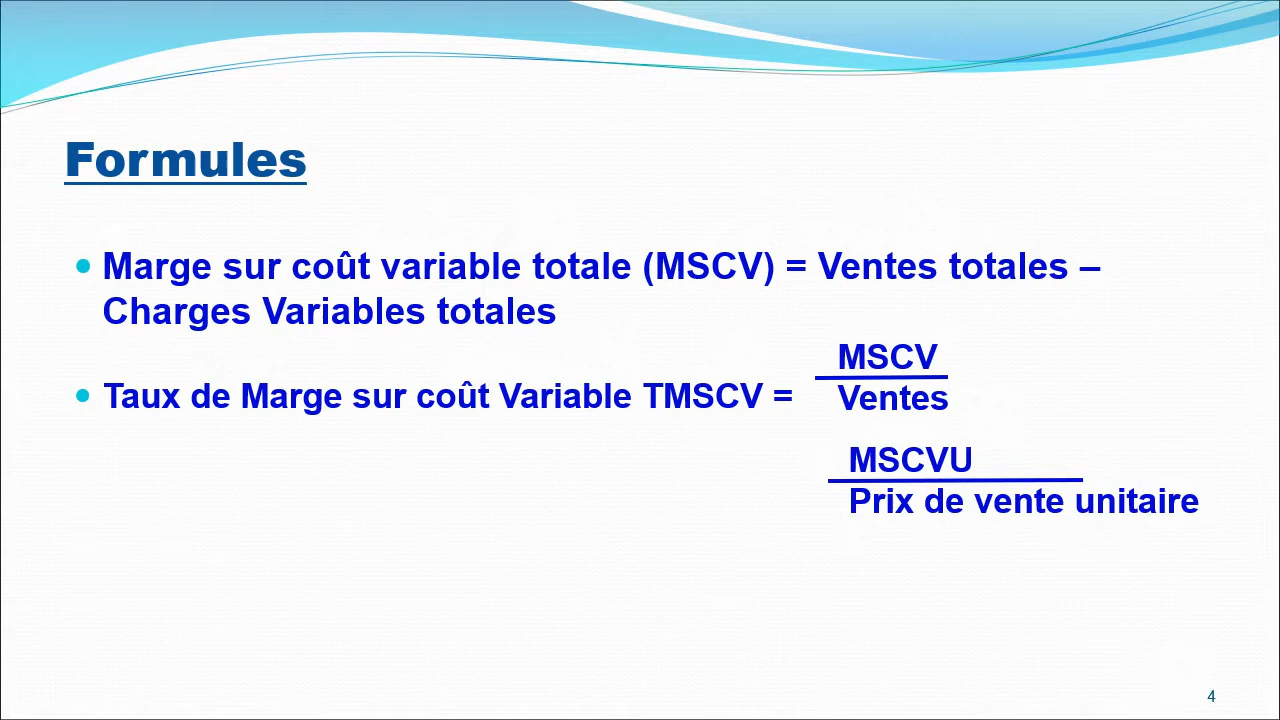 Formules
• Marge sur coût variable totale (MSCV) = Ventes totales –
Charges Variables totales
• Taux de Marge sur coût Variable TMSCV =
MSCV
Ventes
MSCVU
Prix de vente unitaire
4